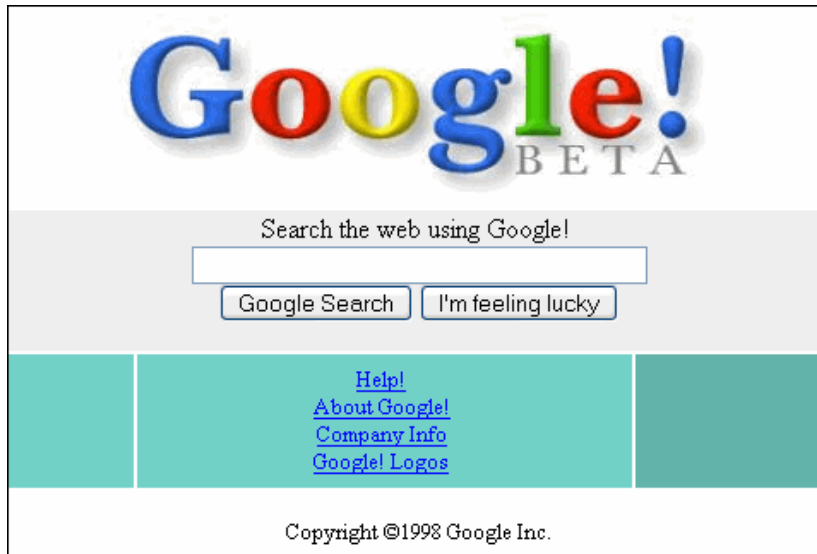 Google!
BETA
Search the web using Google!
Google Search I'm feeling lucky
Help!
About Google!
Company Info
Google! Logos
Copyright ©1998 Google Inc.